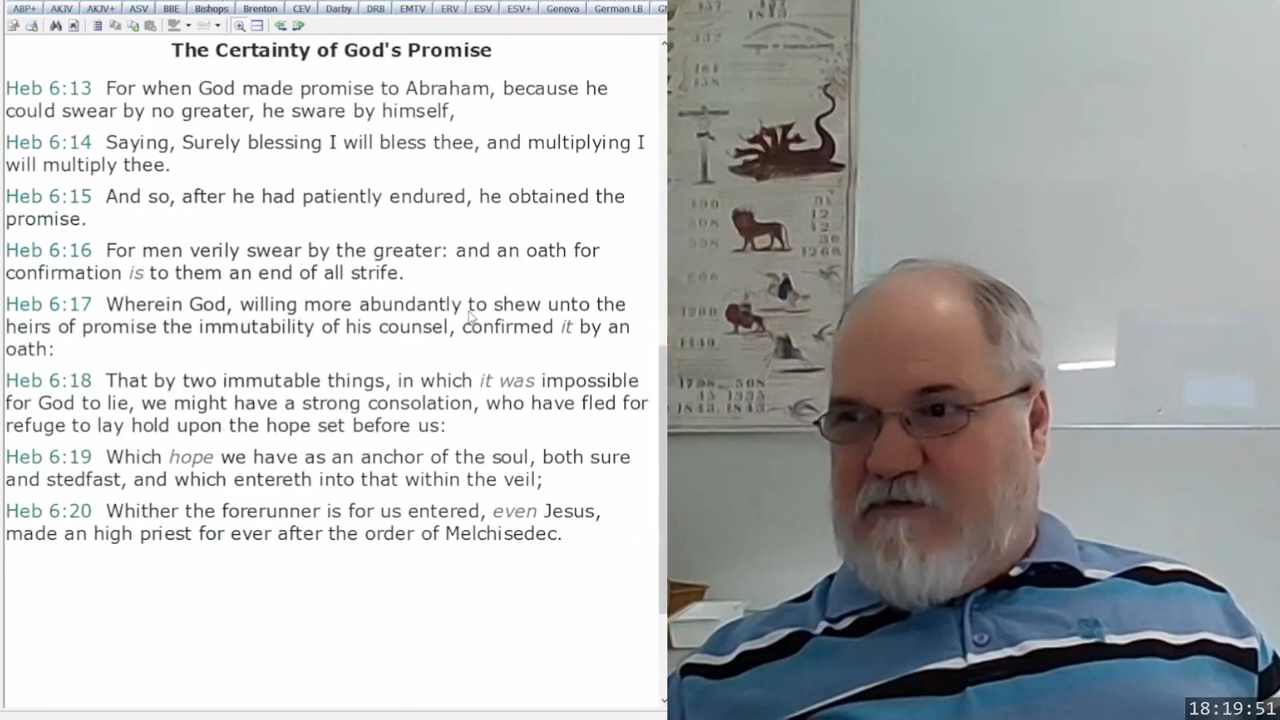 ABP+ AKJV AKJV+ ASV BBE Bishops Brenton CEV Darby DRB EMTV ERV ESV ESV+ Geneva German LB
The Certainty of God's Promise
Heb 6:13 For when God made promise to Abraham, because he
could swear by no greater, he sware by himself,
Heb 6:14 Saying, Surely blessing I will bless thee, and multiplying I
will multiply thee.
Heb 6:15 And so, after he had patiently endured, he obtained the
promise.
Heb 6:16 For men verily swear by the greater: and an oath for
confirmation is to them an end of all strife.
Heb 6:17 Wherein God, willing more abundantly to shew unto the
heirs of promise the immutability of his counsel, confirmed it by an
oath:
Heb 6:18 That by two immutable things, in which it was impossible
for God to lie, we might have a strong consolation, who have fled for
refuge to lay hold upon the hope set before us:
Heb 6:19 Which hope we have as an anchor of the soul, both sure
and stedfast, and which entereth into that within the veil;
Heb 6:20 Whither the forerunner is for us entered, even Jesus,
made an high priest for ever after the order of Melchisedec.
18:19:51